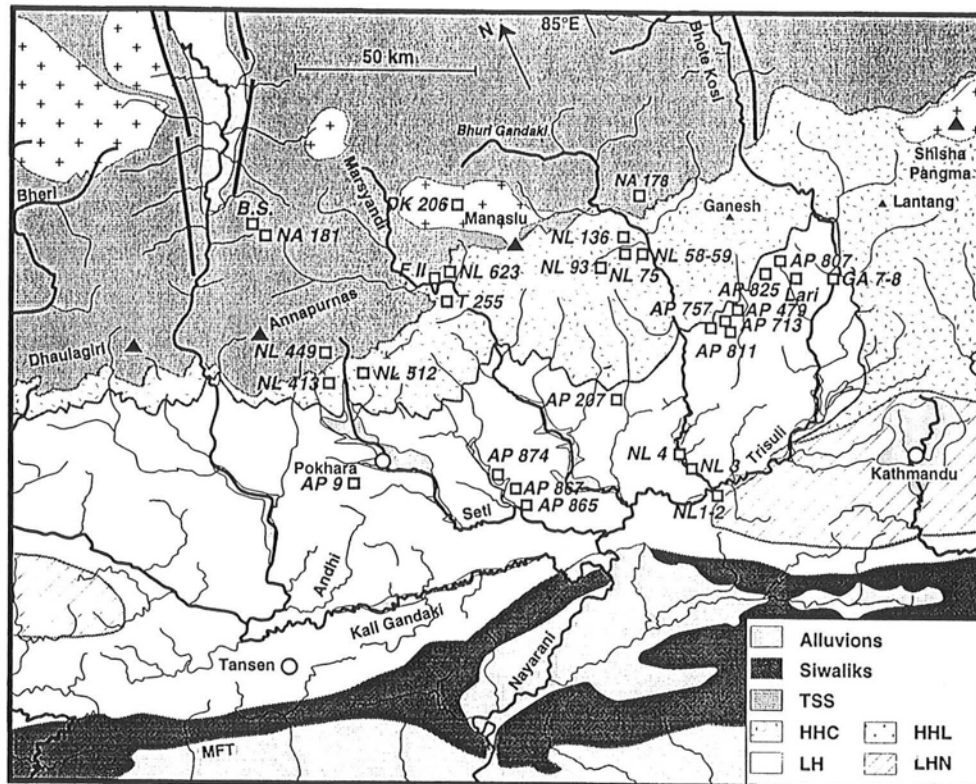 N
85°E
50 km
Bhote Kosi
Bhuri Gandaki
Shisha
Pangma
Bheri
Marsyandi
NA 178
Ganesh
Lantang
DK 206
Manaslu
B.S.
NA 181
NL 136
NL 58-59
AP 807
F II
NL 623
NL 93
NL 75
AP 825
GA 7-8
T 255
Lari
AP 479
AP 757
AP 713
Annapurnas
AP 811
Dhaulagiri
NL 449
NL 413
NL 512
AP 207
Trisuli
NL 4
NL 3
Kathmandu
AP 874
Pokhara
AP 9
AP 867
NL1-2
Seti
AP 865
Andhi
Kali Gandaki
Tansen
Nayarani
MFT
Alluvions
Siwaliks
TSS
HHC HHL
LH LHN